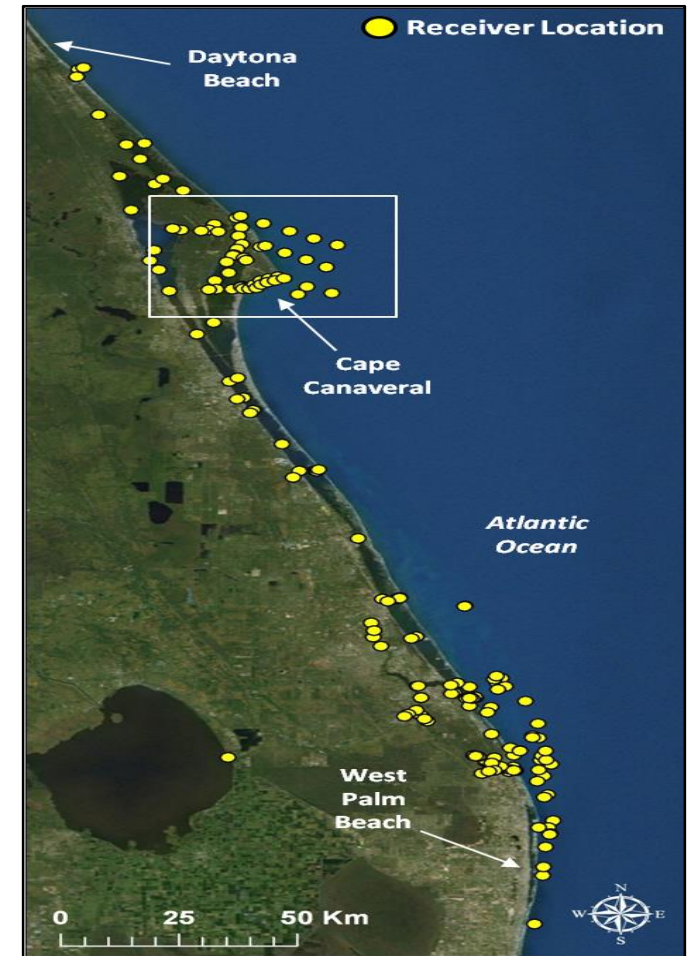 Receiver Location
Daytona
Beach
Cape
Canaveral
Atlantic
Ocean
West
Palm
Beach
0 25 50 Km
N
W E
S